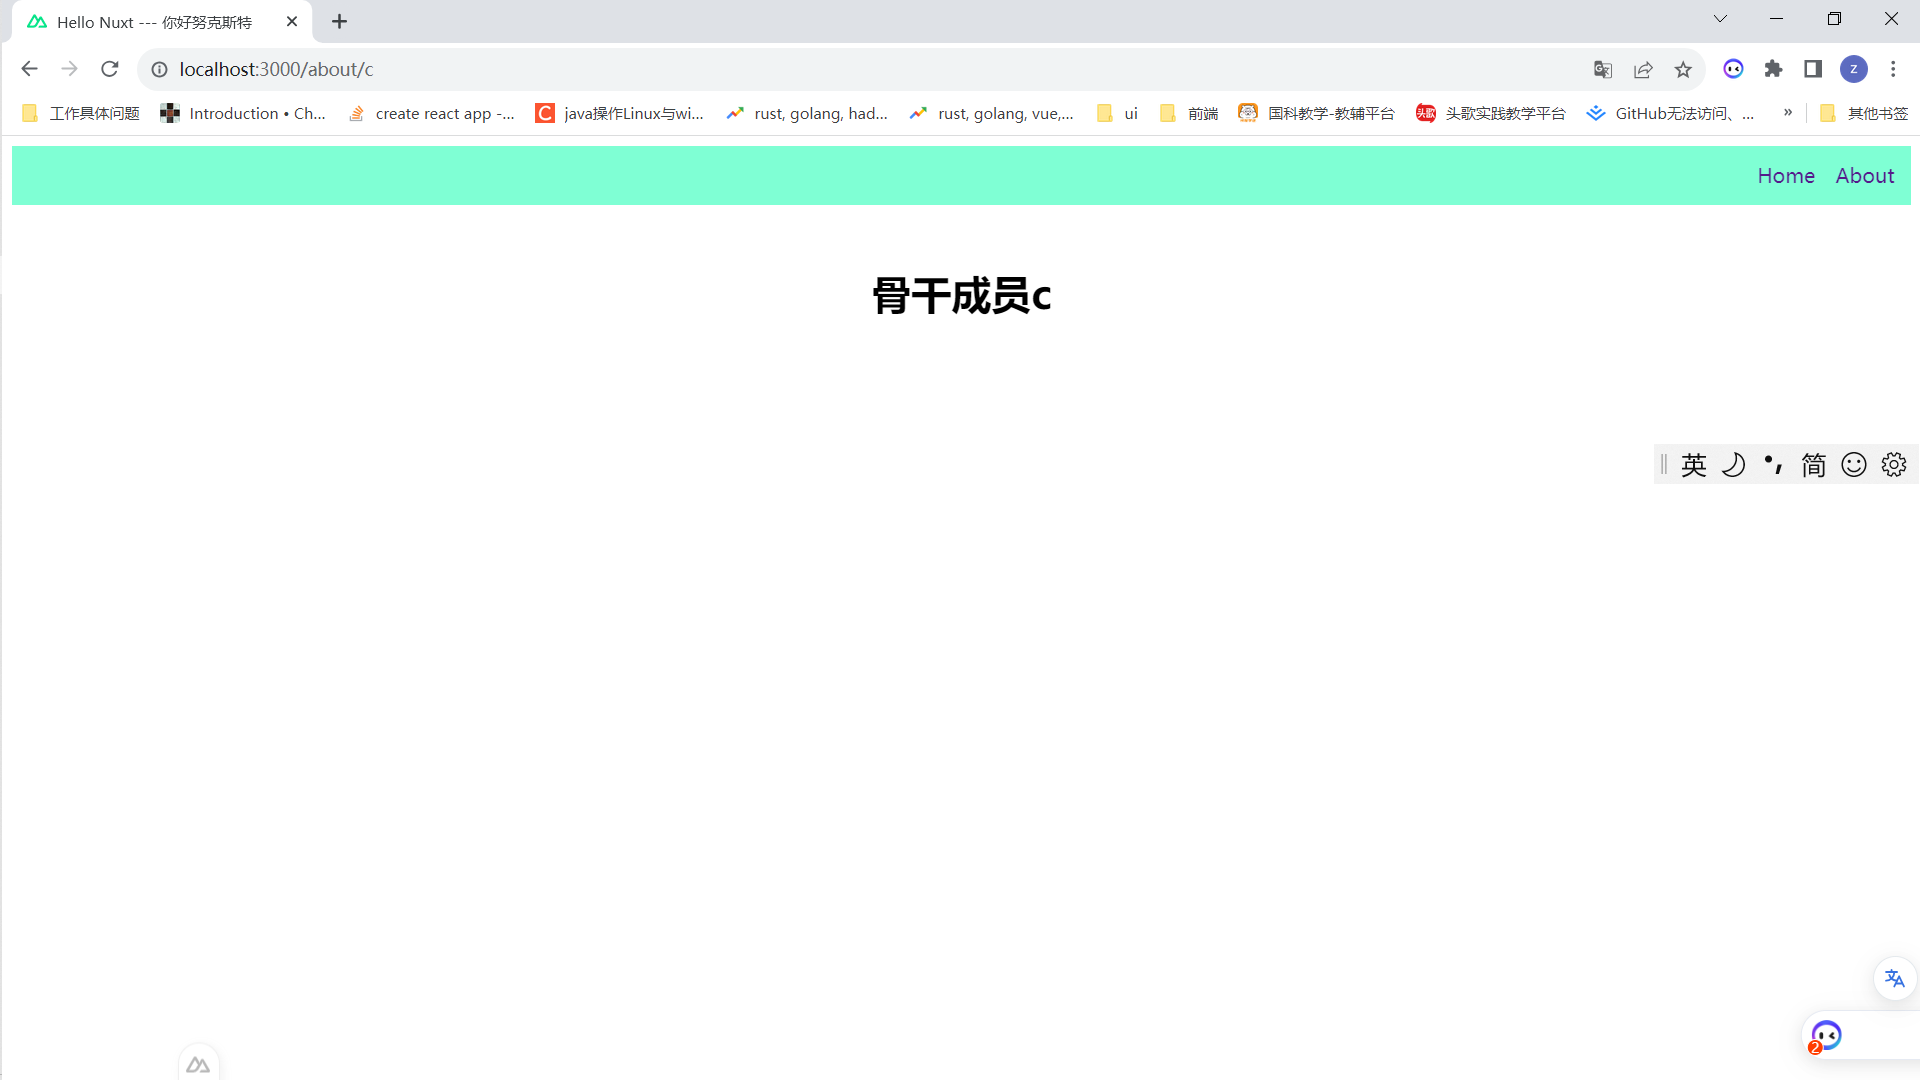 Hello Nuxt --- 你好努克斯特
localhost:3000/about/c
z
工作具体问题
Introduction • Ch...
create react app -...
java操作Linux与wi...
rust, golang, had...
rust, golang, vue,...
ui
前端
国科教学-教辅平台
头歌
头歌实践教学平台
GitHub无法访问、...
»
其他书签
Home
About
骨干成员c
英
简
2